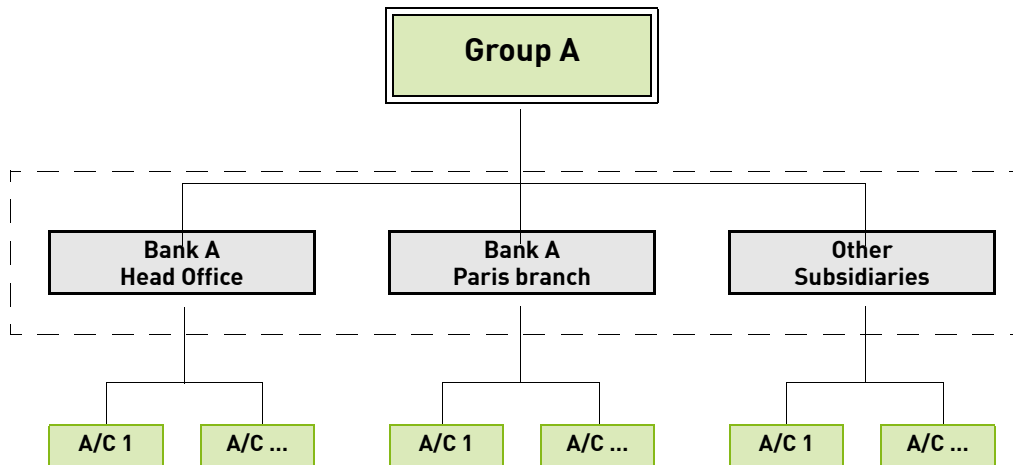 Group A
Bank A
Head Office
Bank A
Paris branch
Other
Subsidiaries
A/C 1
A/C ...
A/C 1
A/C ...
A/C 1
A/C ...